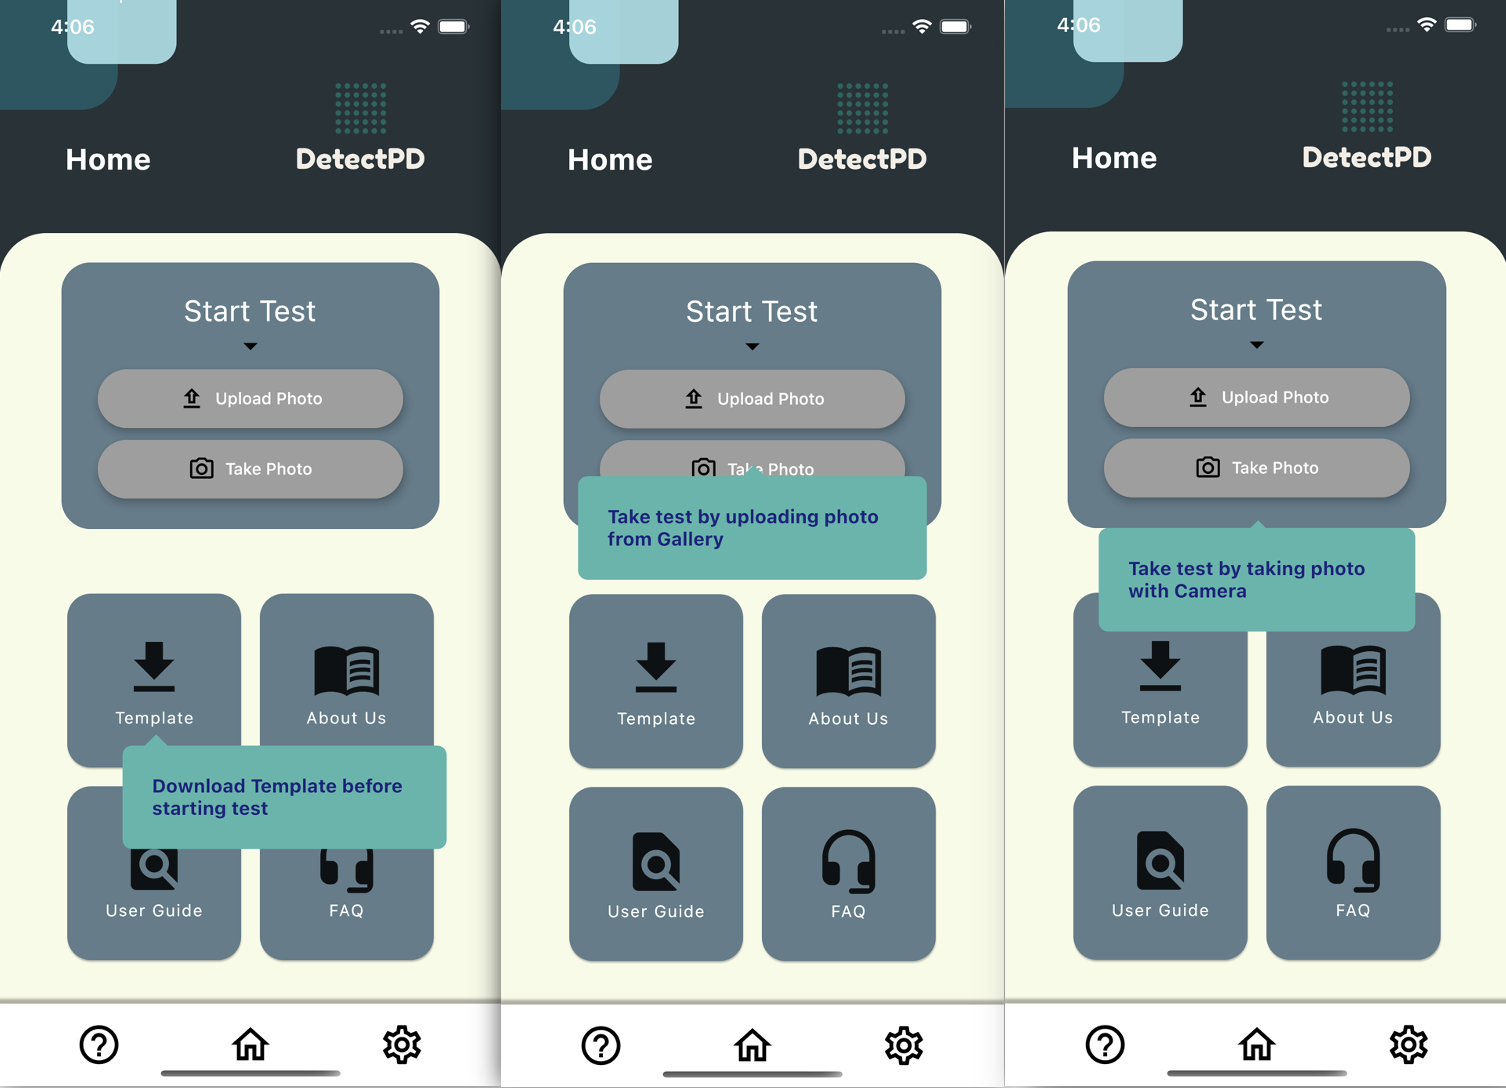 4:06
Home
DetectPD
Start Test
Upload Photo
Take Photo
Template
About Us
Download Template before
starting test
User Guide
FAQ
4:06
Home
DetectPD
Start Test
Upload Photo
Take Photo
Take test by uploading photo
from Gallery
Template
About Us
User Guide
FAQ
4:06
Home
DetectPD
Start Test
Upload Photo
Take Photo
Take test by taking photo
with Camera
Template
About Us
User Guide
FAQ